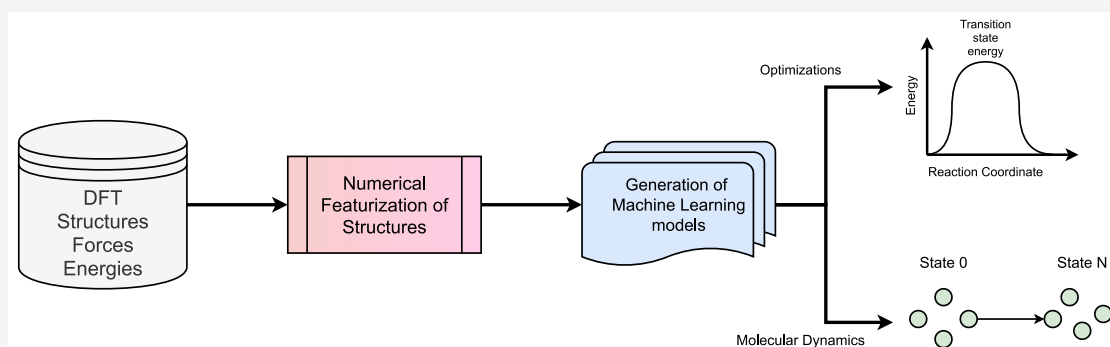 DFT
Structures
Forces
Energies
Numerical
Featurization of
Structures
Generation of
Machine Learning
models
Optimizations
Transition
state
energy
Energy
Reaction Coordinate
Molecular Dynamics
State 0
State N